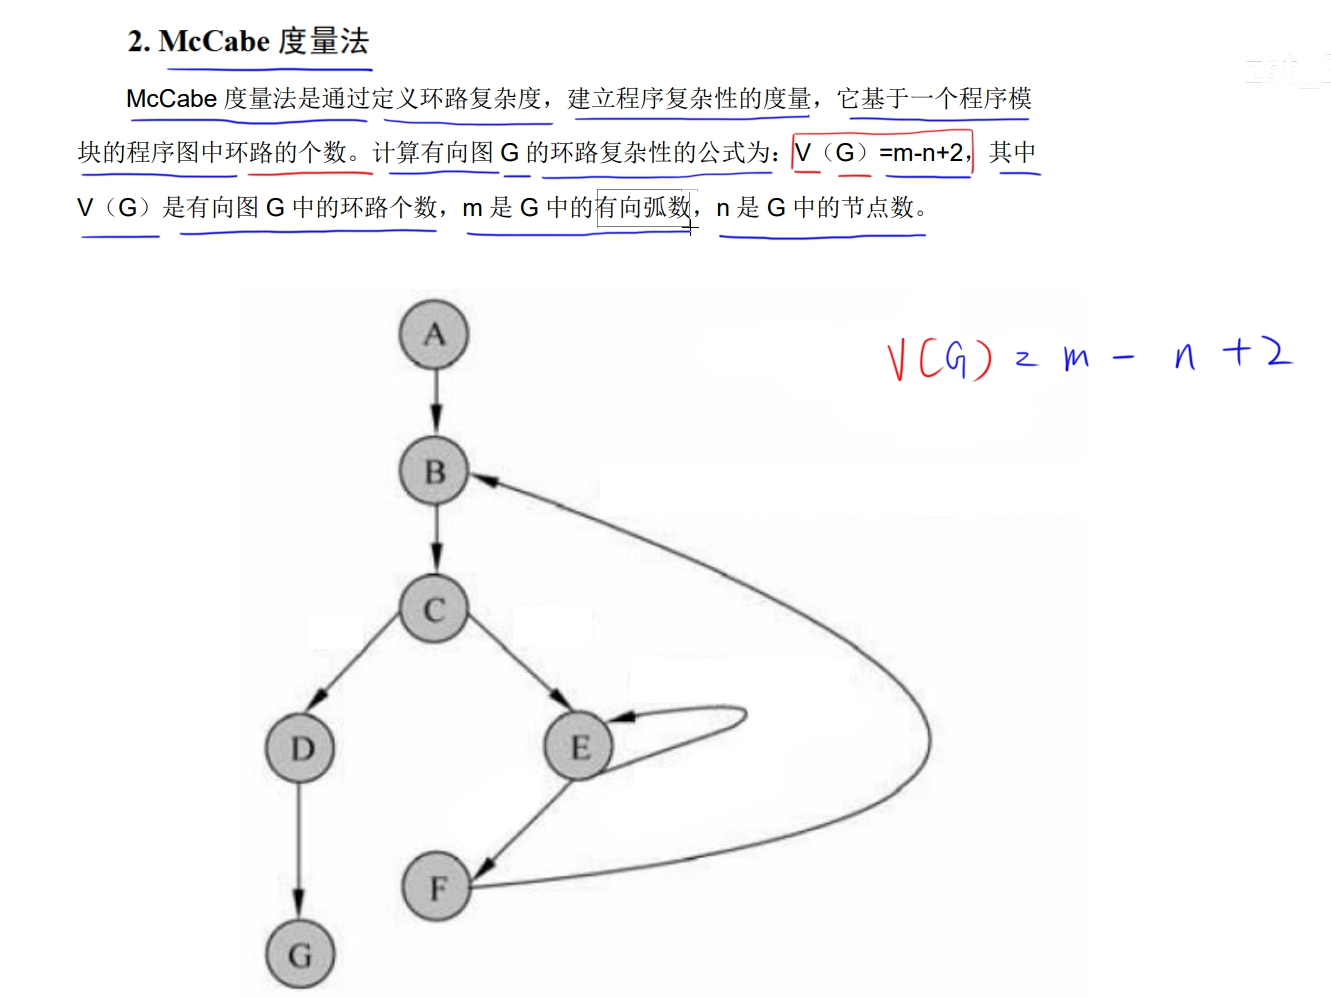 2. McCabe 度量法
McCabe 度量法是通过定义环路复杂度，建立程序复杂性的度量，它基于一个程序模
块的程序图中环路的个数。计算有向图 G 的环路复杂性的公式为：V（G）=m-n+2，其中
V（G）是有向图 G 中的环路个数，m 是 G 中的有向弧数，n 是 G 中的节点数。
A
V(G) = m - n + 2
B
C
D
E
F
G